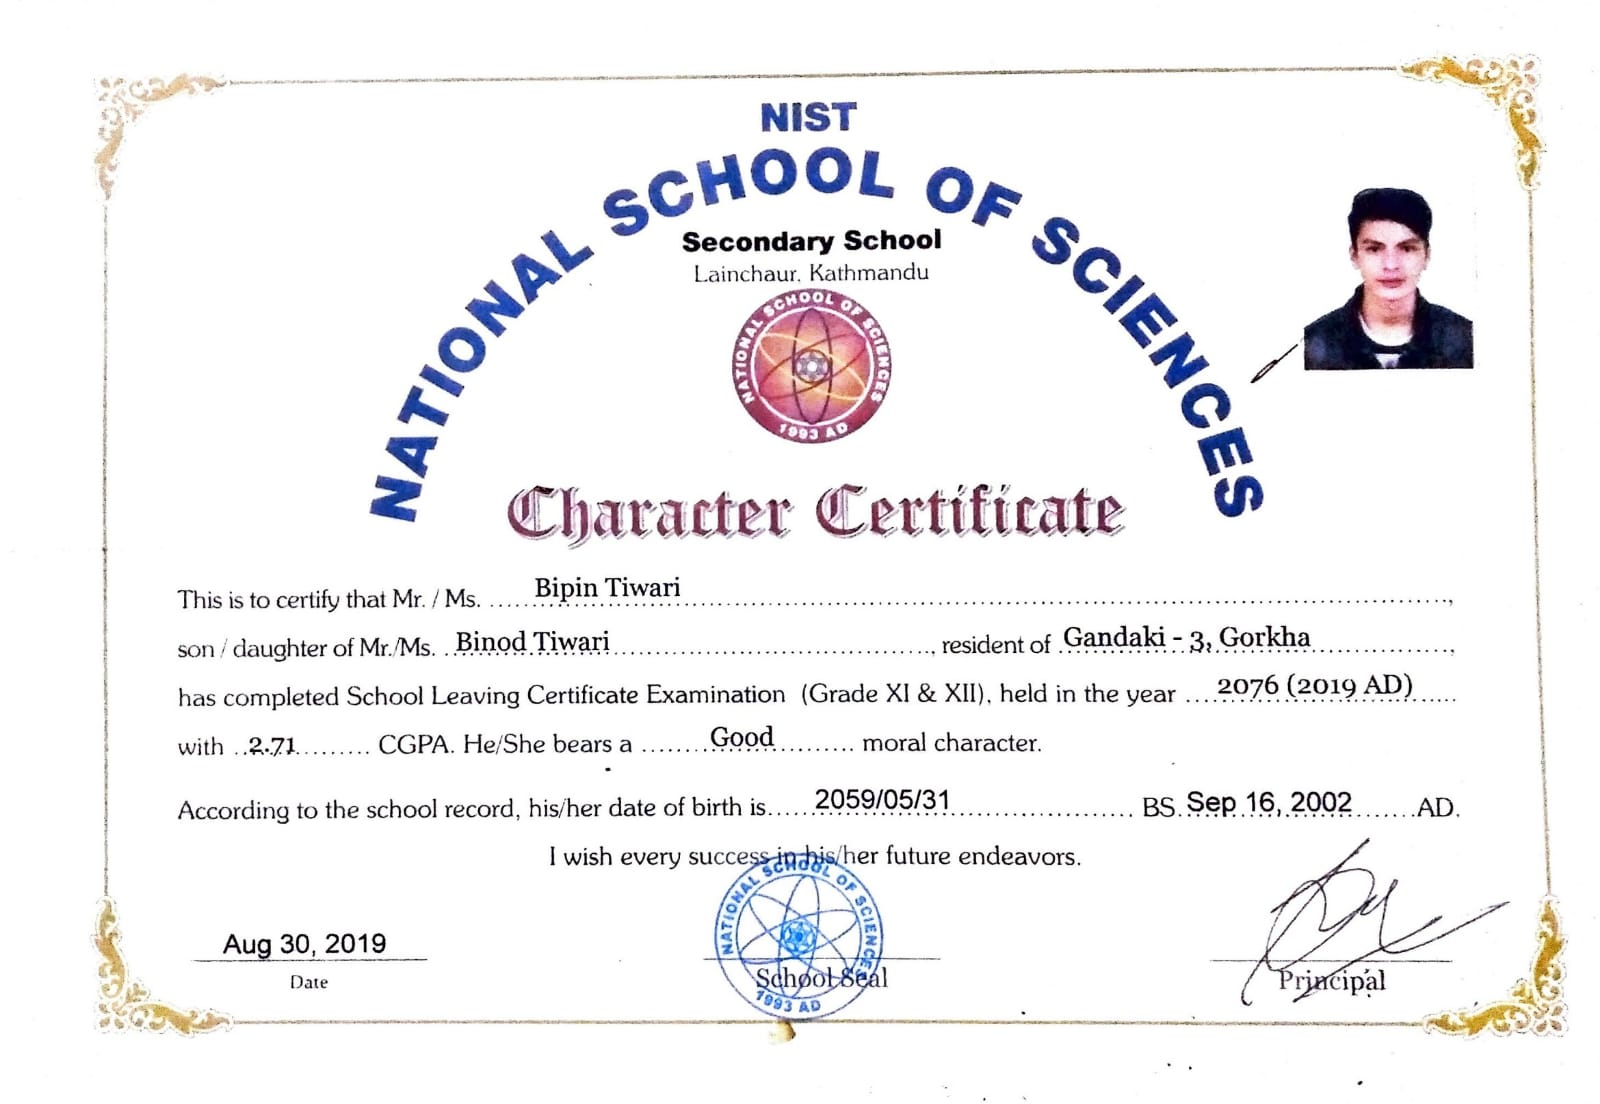 NIST
NATIONAL SCHOOL OF SCIENCES
Secondary School
Lainchaur, Kathmandu
NATIONAL SCHOOL OF SCIENCES
1993 AD
Character Certificate
This is to certify that Mr. / Ms. ...... Bipin Tiwari ......,
son / daughter of Mr./Ms. .. Binod Tiwari ......, resident of .Gandaki - 3, Gorkha ......,
has completed School Leaving Certificate Examination (Grade XI & XII), held in the year .... 2076 (2019 AD) .....
with ..2.71......... CGPA. He/She bears a ....... Good .......... moral character.
According to the school record, his/her date of birth is..... 2059/05/31 ...... BS. Sep 16, 2002 .......AD.
I wish every success in his/her future endeavors.
NATIONAL SCHOOL OF SCIENCES
1993 AD
Aug 30, 2019
Date
School Seal
Principal